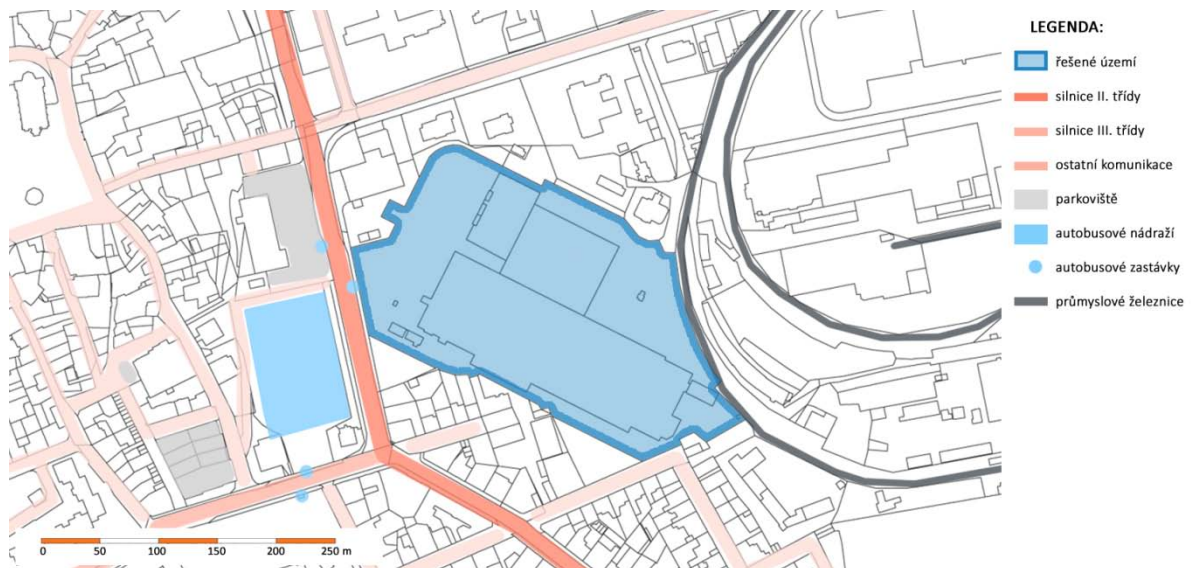 LEGENDA:
řešené území
silnice II. třídy
silnice III. třídy
ostatní komunikace
parkoviště
autobusové nádraží
autobusové zastávky
průmyslové železnice
0 50 100 150 200 250 m